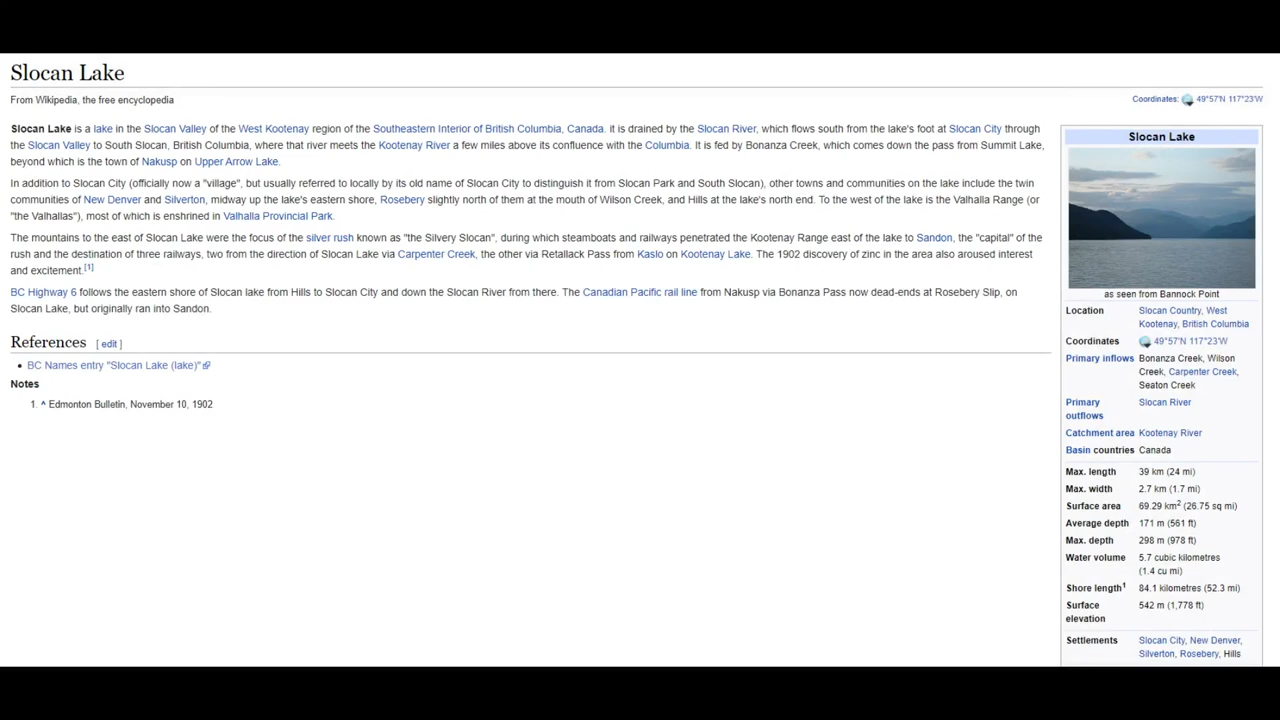 Slocan Lake
From Wikipedia, the free encyclopedia
Coordinates: 49°57′N 117°23′W
Slocan Lake is a lake in the Slocan Valley of the West Kootenay region of the Southeastern Interior of British Columbia, Canada. it is drained by the Slocan River, which flows south from the lake's foot at Slocan City through
the Slocan Valley to South Slocan, British Columbia, where that river meets the Kootenay River a few miles above its confluence with the Columbia. It is fed by Bonanza Creek, which comes down the pass from Summit Lake,
beyond which is the town of Nakusp on Upper Arrow Lake.
In addition to Slocan City (officially now a "village", but usually referred to locally by its old name of Slocan City to distinguish it from Slocan Park and South Slocan), other towns and communities on the lake include the twin
communities of New Denver and Silverton, midway up the lake's eastern shore, Rosebery slightly north of them at the mouth of Wilson Creek, and Hills at the lake's north end. To the west of the lake is the Valhalla Range (or
"the Valhallas"), most of which is enshrined in Valhalla Provincial Park.
The mountains to the east of Slocan Lake were the focus of the silver rush known as "the Silvery Slocan", during which steamboats and railways penetrated the Kootenay Range east of the lake to Sandon, the "capital" of the
rush and the destination of three railways, two from the direction of Slocan Lake via Carpenter Creek, the other via Retallack Pass from Kaslo on Kootenay Lake. The 1902 discovery of zinc in the area also aroused interest
and excitement.[1]
BC Highway 6 follows the eastern shore of Slocan lake from Hills to Slocan City and down the Slocan River from there. The Canadian Pacific rail line from Nakusp via Bonanza Pass now dead-ends at Rosebery Slip, on
Slocan Lake, but originally ran into Sandon.
References [ edit ]
• BC Names entry "Slocan Lake (lake)"
Notes
1. ^ Edmonton Bulletin, November 10, 1902
Slocan Lake
as seen from Bannock Point
Location Slocan Country, West
Kootenay, British Columbia
Coordinates 49°57′N 117°23′W
Primary inflows Bonanza Creek, Wilson
Creek, Carpenter Creek,
Seaton Creek
Primary Slocan River
outflows
Catchment area Kootenay River
Basin countries Canada
Max. length 39 km (24 mi)
Max. width 2.7 km (1.7 mi)
Surface area 69.29 km2 (26.75 sq mi)
Average depth 171 m (561 ft)
Max. depth 298 m (978 ft)
Water volume 5.7 cubic kilometres
(1.4 cu mi)
Shore length1 84.1 kilometres (52.3 mi)
Surface 542 m (1,778 ft)
elevation
Settlements Slocan City, New Denver,
Silverton, Rosebery, Hills